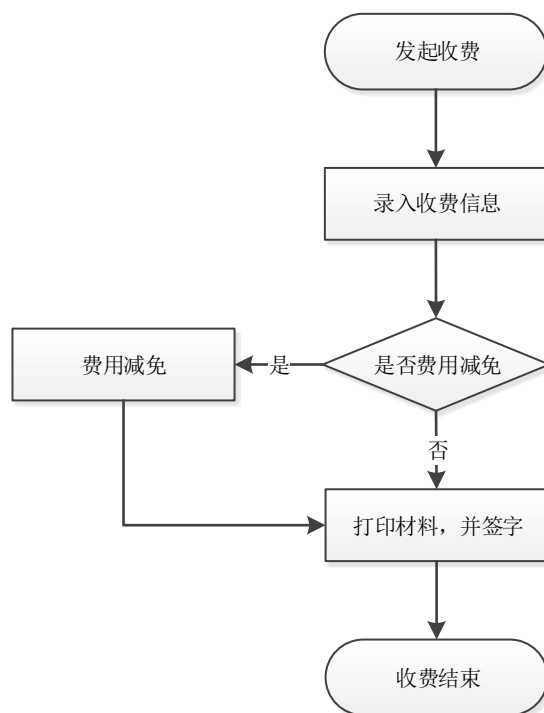 发起收费
录入收费信息
是否费用减免
是
费用减免
否
打印材料，并签字
收费结束